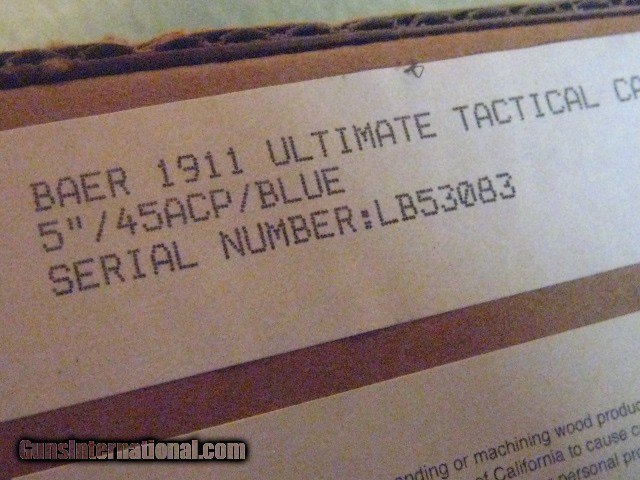 BAER 1911 ULTIMATE TACTICAL CA
5"/45ACP/BLUE
SERIAL NUMBER:LB53083
nding or machining wood produc
of California to cause c
personal pro
GunsInternational.com